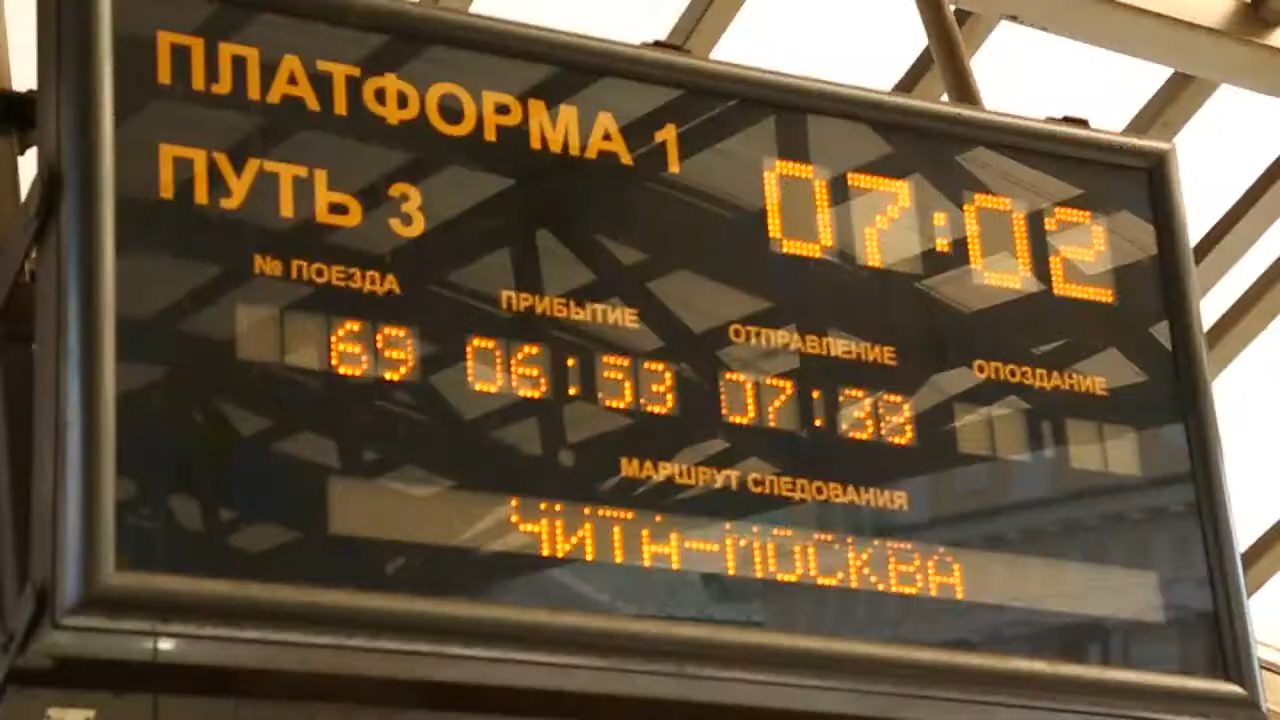 ПЛАТФОРМА 1
ПУТЬ 3
07:02
№ ПОЕЗДА ПРИБЫТИЕ ОТПРАВЛЕНИЕ ОПОЗДАНИЕ
69 06:53 07:38
МАРШРУТ СЛЕДОВАНИЯ
ЧИТА-МОСКВА